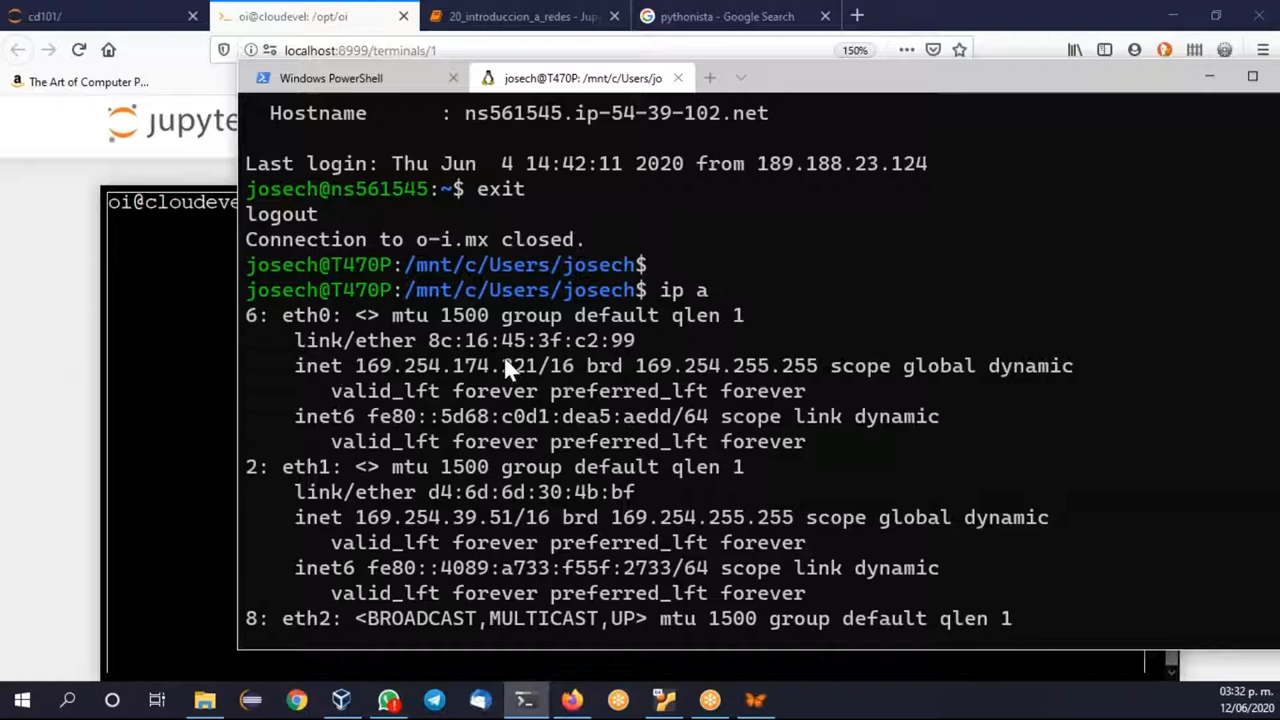 cd101/
oi@cloudevel: /opt/oi
20_introduccion_a_redes - Jup
pythonista - Google Search
localhost:8999/terminals/1
150%
The Art of Computer P...
Windows PowerShell
josech@T470P: /mnt/c/Users/jo
jupyte
oi@cloudeve
Hostname : ns561545.ip-54-39-102.net
Last login: Thu Jun 4 14:42:11 2020 from 189.188.23.124
josech@ns561545:~$ exit
logout
Connection to o-i.mx closed.
josech@T470P:/mnt/c/Users/josech$
josech@T470P:/mnt/c/Users/josech$ ip a
6: eth0: <> mtu 1500 group default qlen 1
link/ether 8c:16:45:3f:c2:99
inet 169.254.174.221/16 brd 169.254.255.255 scope global dynamic
valid_lft forever preferred_lft forever
inet6 fe80::5d68:c0d1:dea5:aedd/64 scope link dynamic
valid_lft forever preferred_lft forever
2: eth1: <> mtu 1500 group default qlen 1
link/ether d4:6d:6d:30:4b:bf
inet 169.254.39.51/16 brd 169.254.255.255 scope global dynamic
valid_lft forever preferred_lft forever
inet6 fe80::4089:a733:f55f:2733/64 scope link dynamic
valid_lft forever preferred_lft forever
8: eth2: <BROADCAST,MULTICAST,UP> mtu 1500 group default qlen 1
03:32 p. m.
12/06/2020